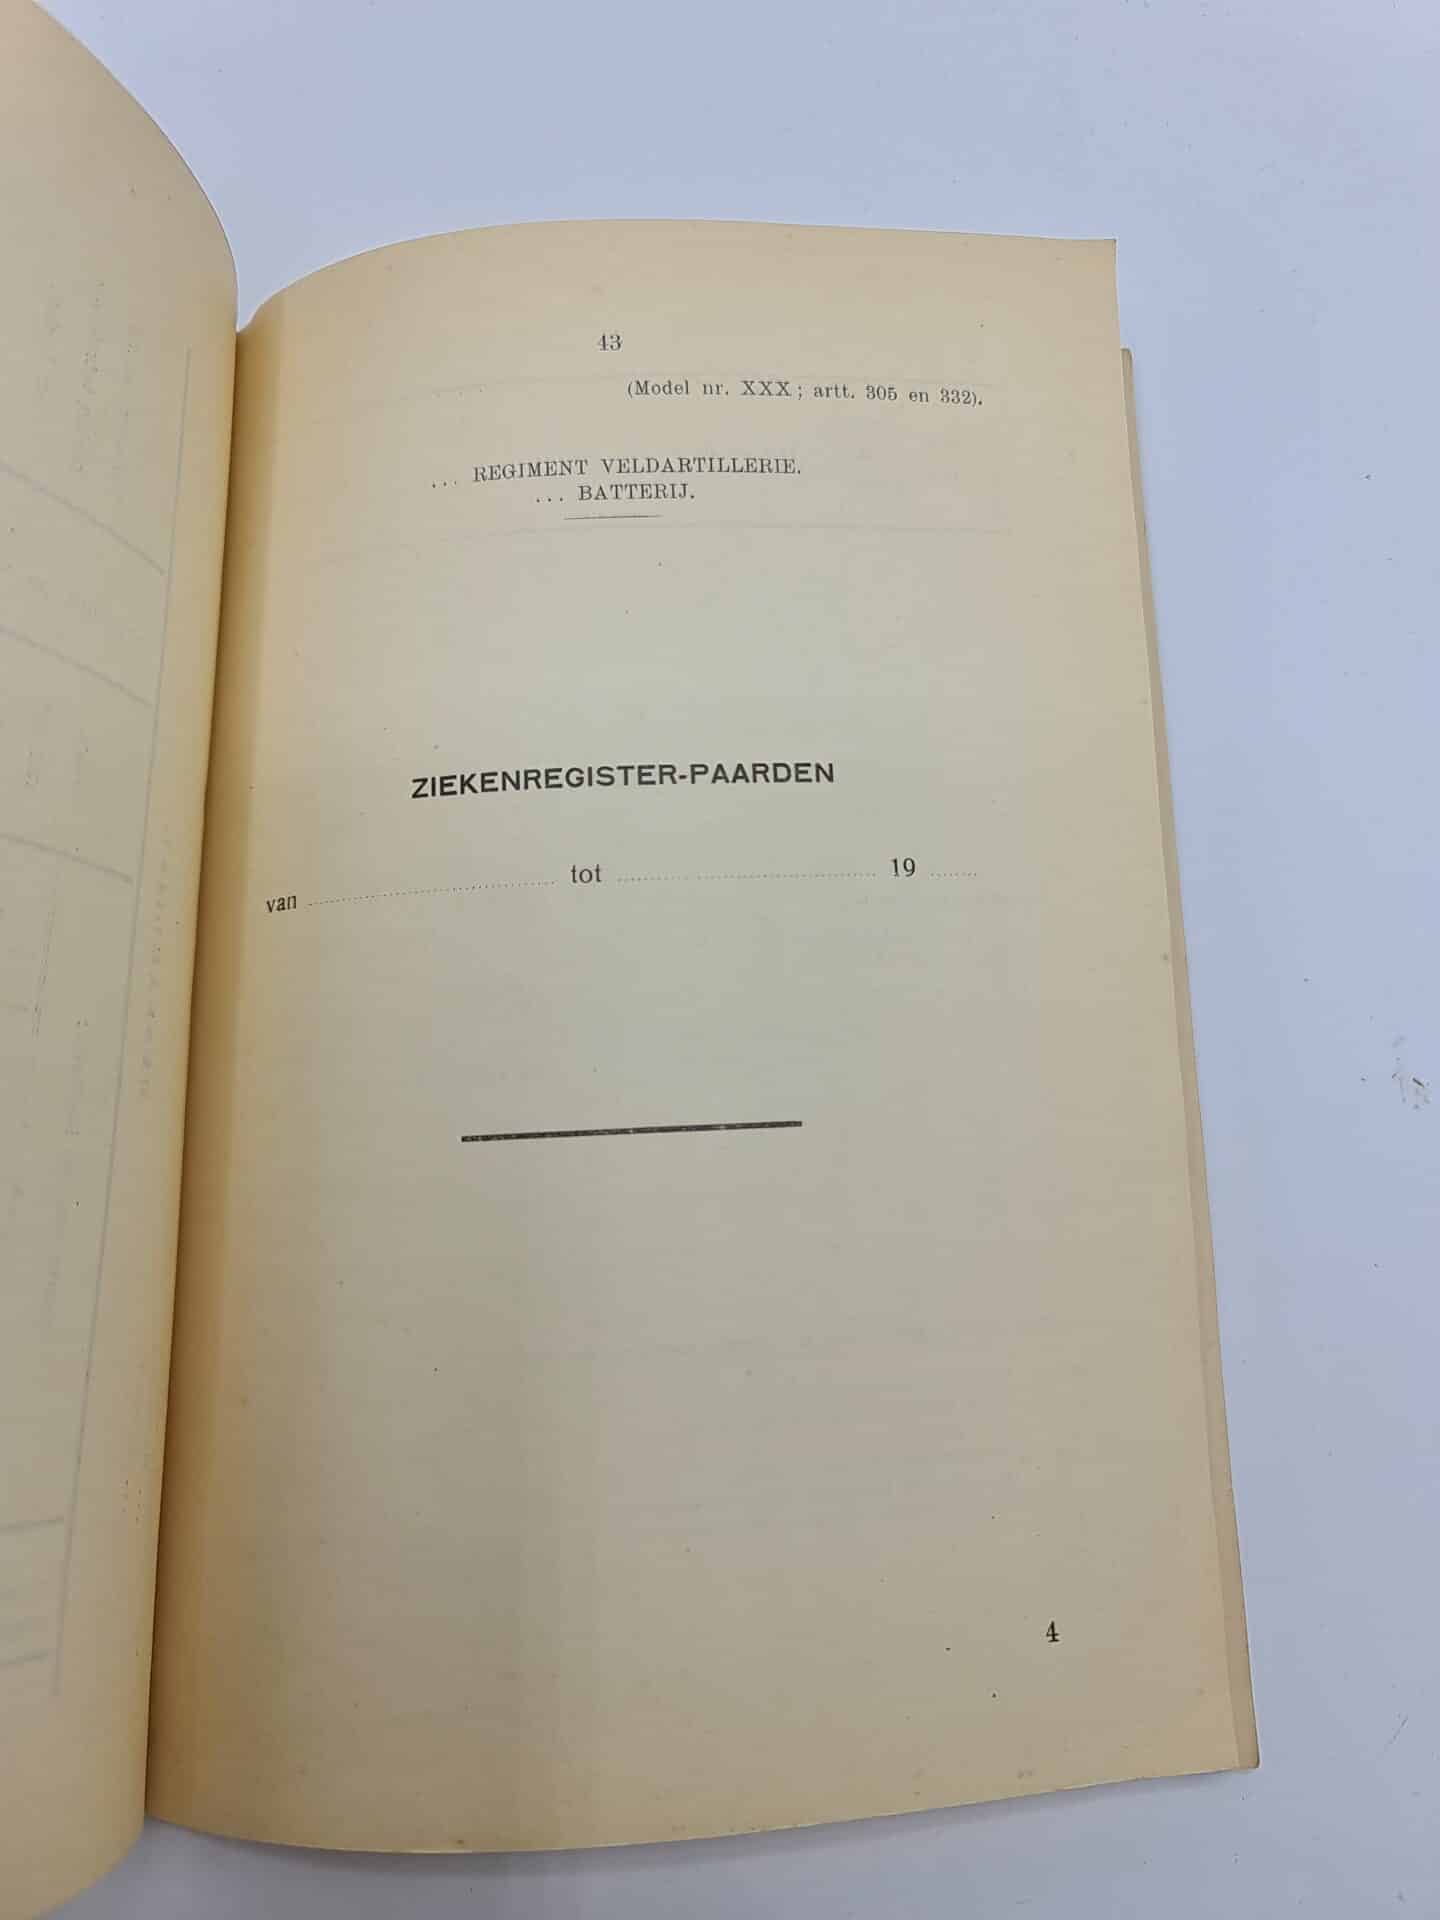 43
(Model nr. XXX; artt. 305 en 332).
... REGIMENT VELDARTILLERIE.
... BATTERIJ.
ZIEKENREGISTER-PAARDEN
van .................... tot .................... 19 .......
4